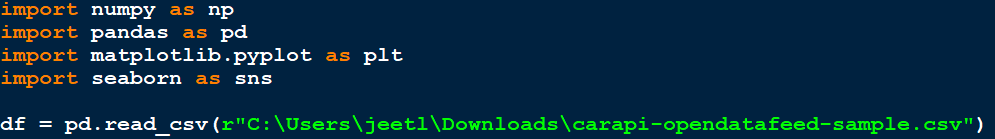 import numpy as np
import pandas as pd
import matplotlib.pyplot as plt
import seaborn as sns
df = pd.read_csv(r"C:\Users\jeetl\Downloads\carapi-opendatafeed-sample.csv")